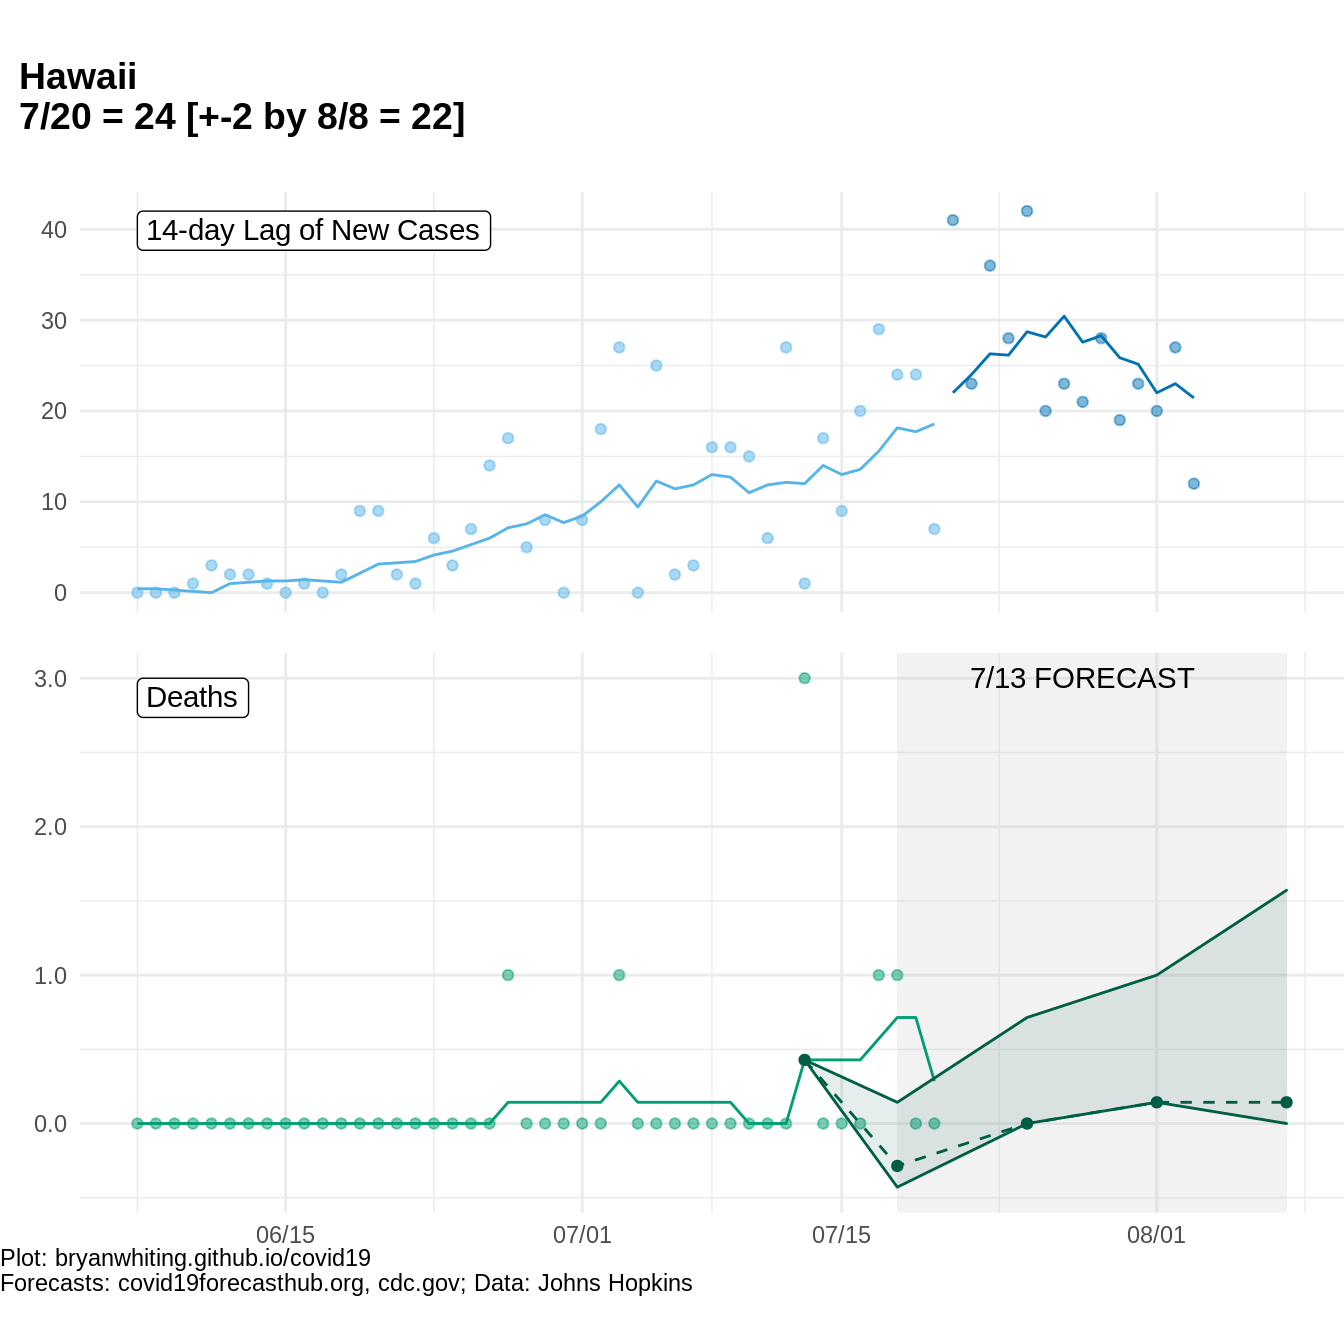 Hawaii
7/20 = 24 [+-2 by 8/8 = 22]
14-day Lag of New Cases
40
30
20
10
0
Deaths
7/13 FORECAST
3.0
2.0
1.0
0.0
06/15 07/01 07/15 08/01
Plot: bryanwhiting.github.io/covid19
Forecasts: covid19forecasthub.org, cdc.gov; Data: Johns Hopkins